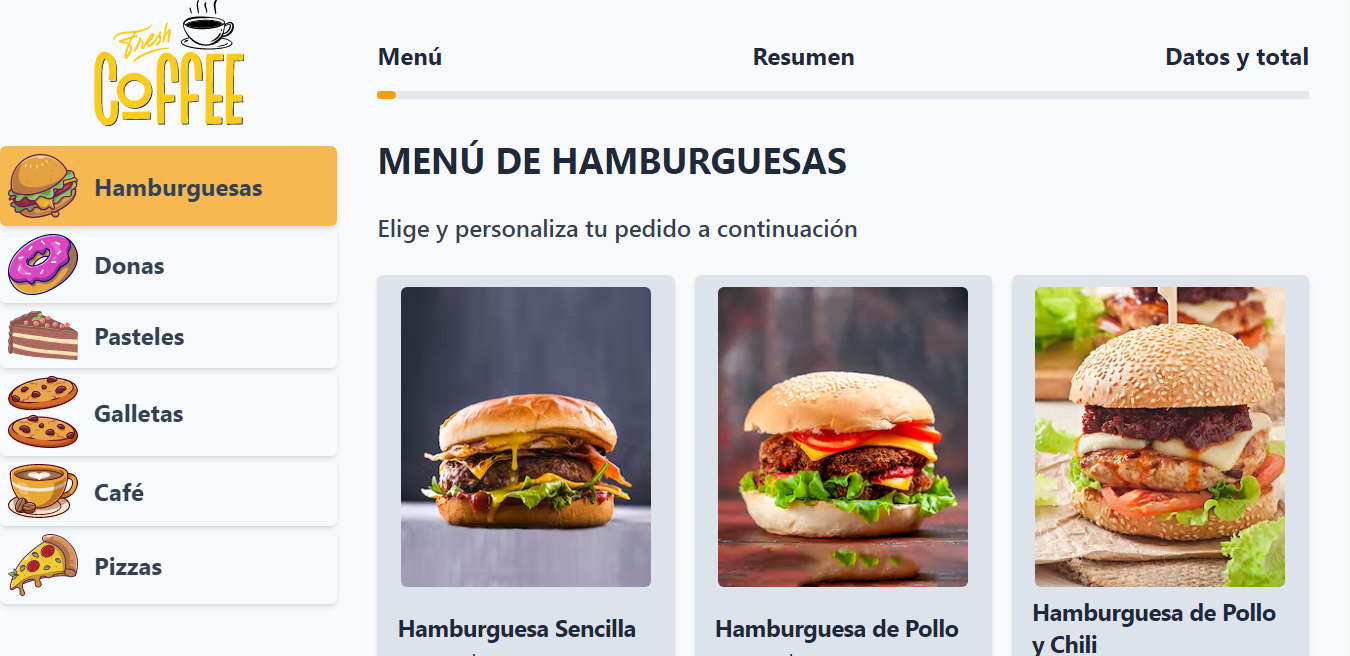 Fresh
COFFEE
Menú
Resumen
Datos y total
Hamburguesas
Donas
Pasteles
Galletas
Café
Pizzas
MENÚ DE HAMBURGUESAS
Elige y personaliza tu pedido a continuación
Hamburguesa Sencilla
Hamburguesa de Pollo
Hamburguesa de Pollo
y Chili